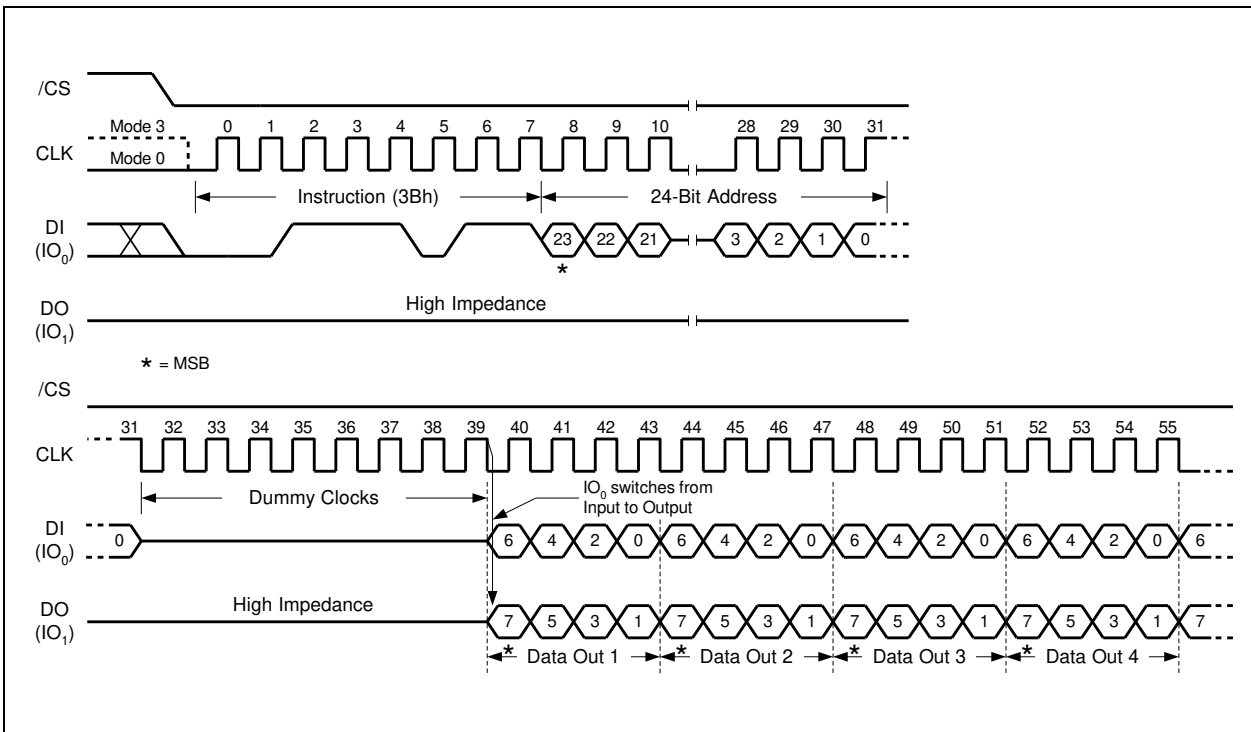 /CS
Mode 3 0 1 2 3 4 5 6 7 8 9 10 28 29 30 31
CLK
Mode 0
Instruction (3Bh) 24-Bit Address
DI
(IO0)
23 22 21 3 2 1 0
*
DO
(IO1)
High Impedance
* = MSB
/CS
31 32 33 34 35 36 37 38 39 40 41 42 43 44 45 46 47 48 49 50 51 52 53 54 55
CLK
Dummy Clocks
IO0 switches from
Input to Output
DI
(IO0)
0 6 4 2 0 6 4 2 0 6 4 2 0 6 4 2 0 6
DO
(IO1)
High Impedance
7 5 3 1 7 5 3 1 7 5 3 1 7 5 3 1 7
* Data Out 1 * Data Out 2 * Data Out 3 * Data Out 4